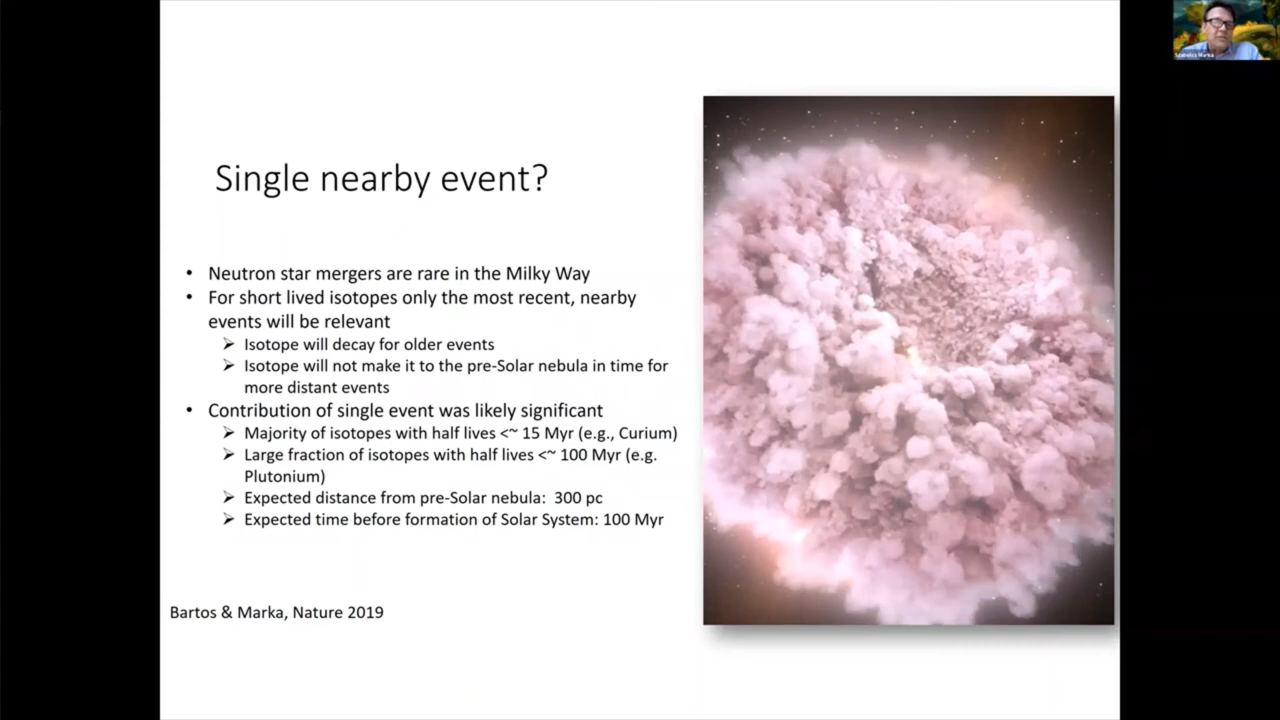 Single nearby event?
• Neutron star mergers are rare in the Milky Way
• For short lived isotopes only the most recent, nearby
events will be relevant
➢ Isotope will decay for older events
➢ Isotope will not make it to the pre-Solar nebula in time for
more distant events
• Contribution of single event was likely significant
➢ Majority of isotopes with half lives <~ 15 Myr (e.g., Curium)
➢ Large fraction of isotopes with half lives <~ 100 Myr (e.g.
Plutonium)
➢ Expected distance from pre-Solar nebula: 300 pc
➢ Expected time before formation of Solar System: 100 Myr
Bartos & Marka, Nature 2019
Szabolcs Marka